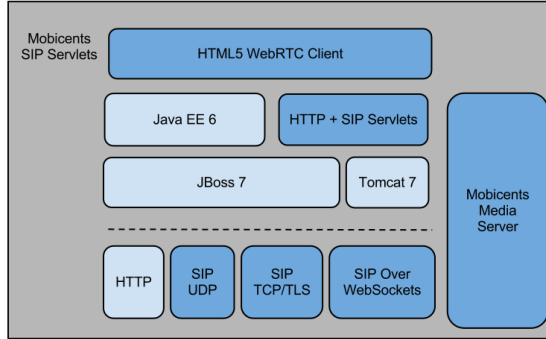 Mobicents
SIP Servlets
HTML5 WebRTC Client
Java EE 6
HTTP + SIP Servlets
JBoss 7
Tomcat 7
Mobicents
Media
Server
HTTP
SIP
UDP
SIP
TCP/TLS
SIP Over
WebSockets